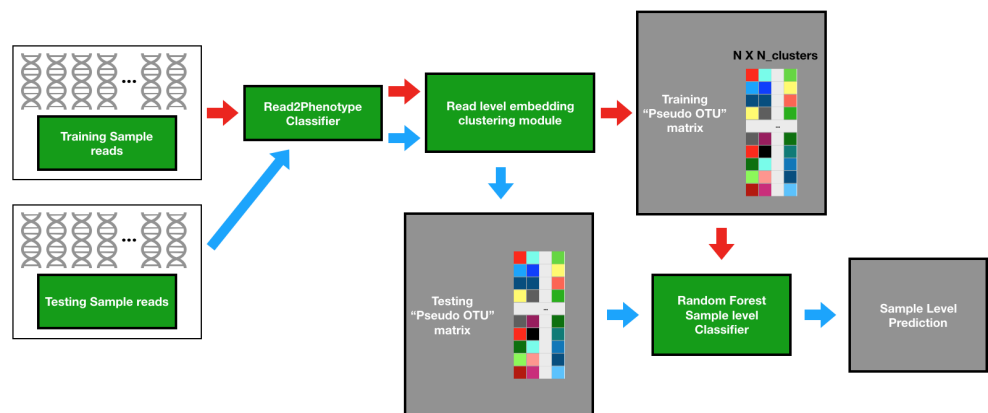 ...
Training Sample
reads
Read2Phenotype
Classifier
Read level embedding
clustering module
N X N_clusters
Training
“Pseudo OTU”
matrix
...
...
Testing Sample reads
Testing
“Pseudo OTU”
matrix
...
Random Forest
Sample level
Classifier
Sample Level
Prediction